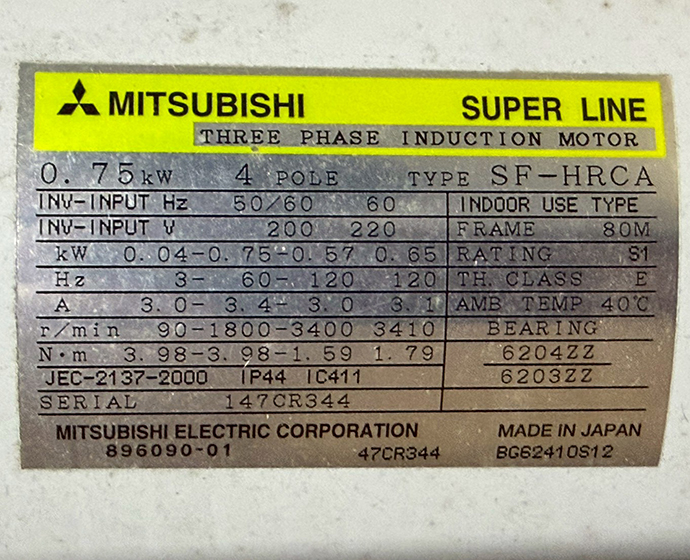 MITSUBISHI SUPER LINE
THREE PHASE INDUCTION MOTOR
0.75kW 4 POLE TYPE SF-HRCA
INV-INPUT Hz 50/60 60 INDOOR USE TYPE
INV-INPUT V 200 220 FRAME 80M
kW 0.04-0.75-0.57 0.65 RATING S1
Hz 3- 60-120 120 TH. CLASS E
A 3.0- 3.4- 3.0 3.1 AMB TEMP 40℃
r/min 90-1800-3400 3410 BEARING
N·m 3.98-3.98-1.59 1.79 6204ZZ
JEC-2137-2000 IP44 IC411 6203ZZ
SERIAL 147CR344
MITSUBISHI ELECTRIC CORPORATION MADE IN JAPAN
896090-01 47CR344 BG62410S12